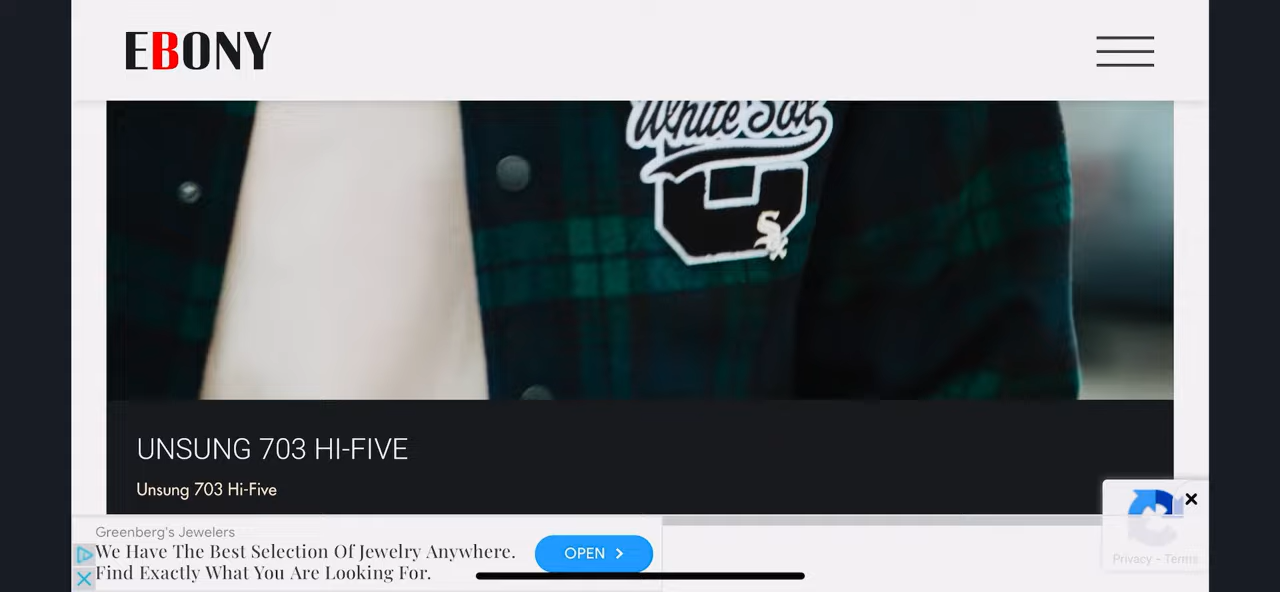 EBONY
White Sox
Sox
UNSUNG 703 HI-FIVE
Unsung 703 Hi-Five
Greenberg's Jewelers
We Have The Best Selection Of Jewelry Anywhere.
Find Exactly What You Are Looking For.
OPEN
Privacy - Terms